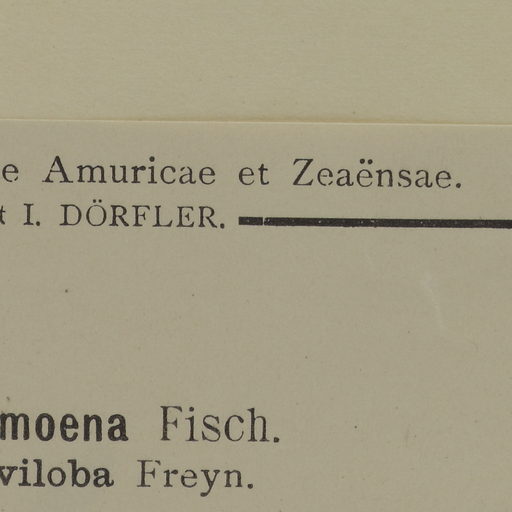 e Amuricae et Zeaënsae.
t I. DÖRFLER.
moena Fisch.
viloba Freyn.